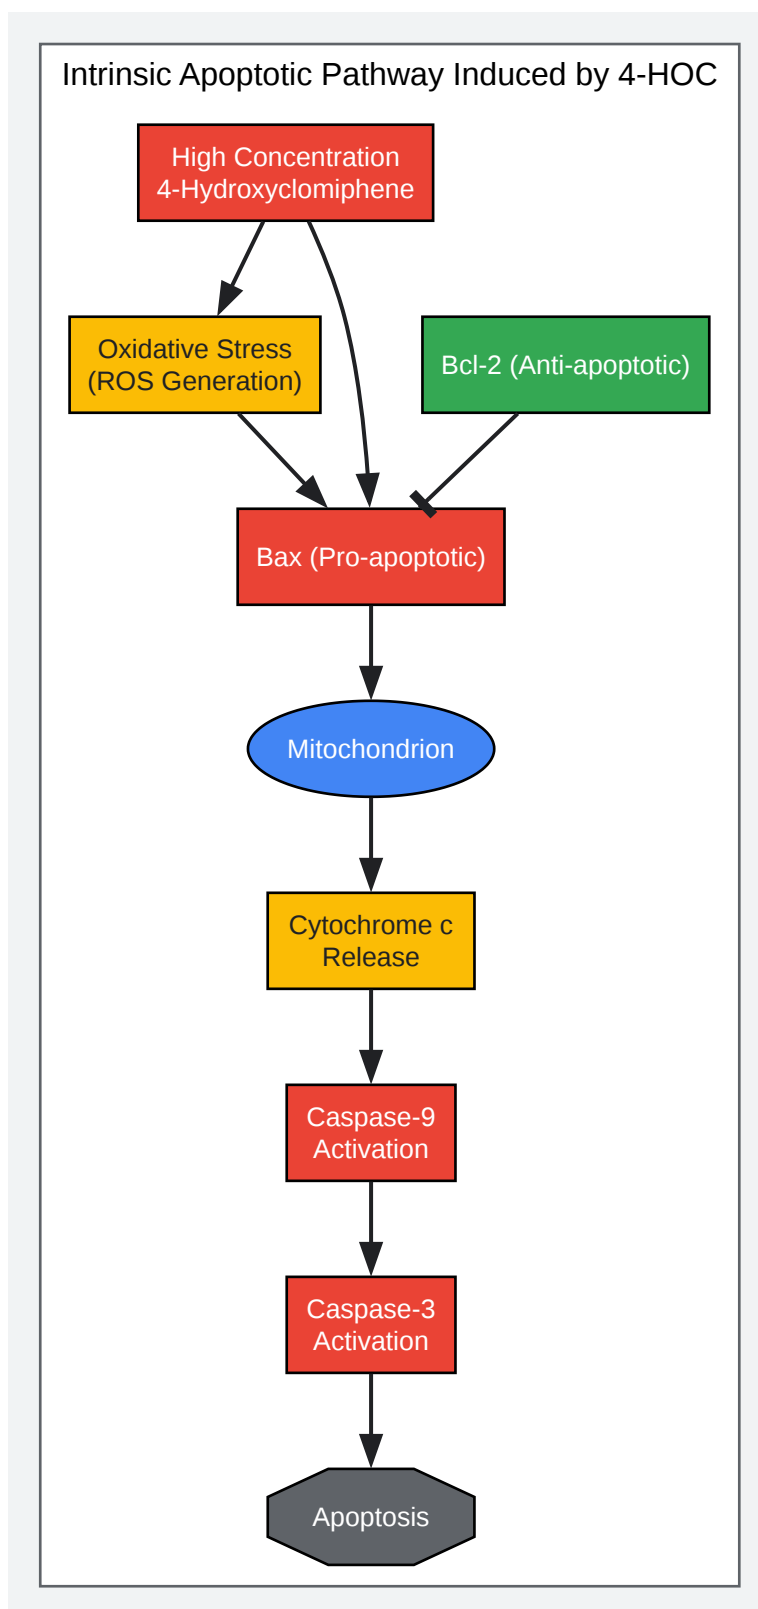 Intrinsic Apoptotic Pathway Induced by 4-HOC
High Concentration
4-Hydroxyclomiphene
Oxidative Stress
(ROS Generation)
Bcl-2 (Anti-apoptotic)
Bax (Pro-apoptotic)
Mitochondrion
Cytochrome c
Release
Caspase-9
Activation
Caspase-3
Activation
Apoptosis